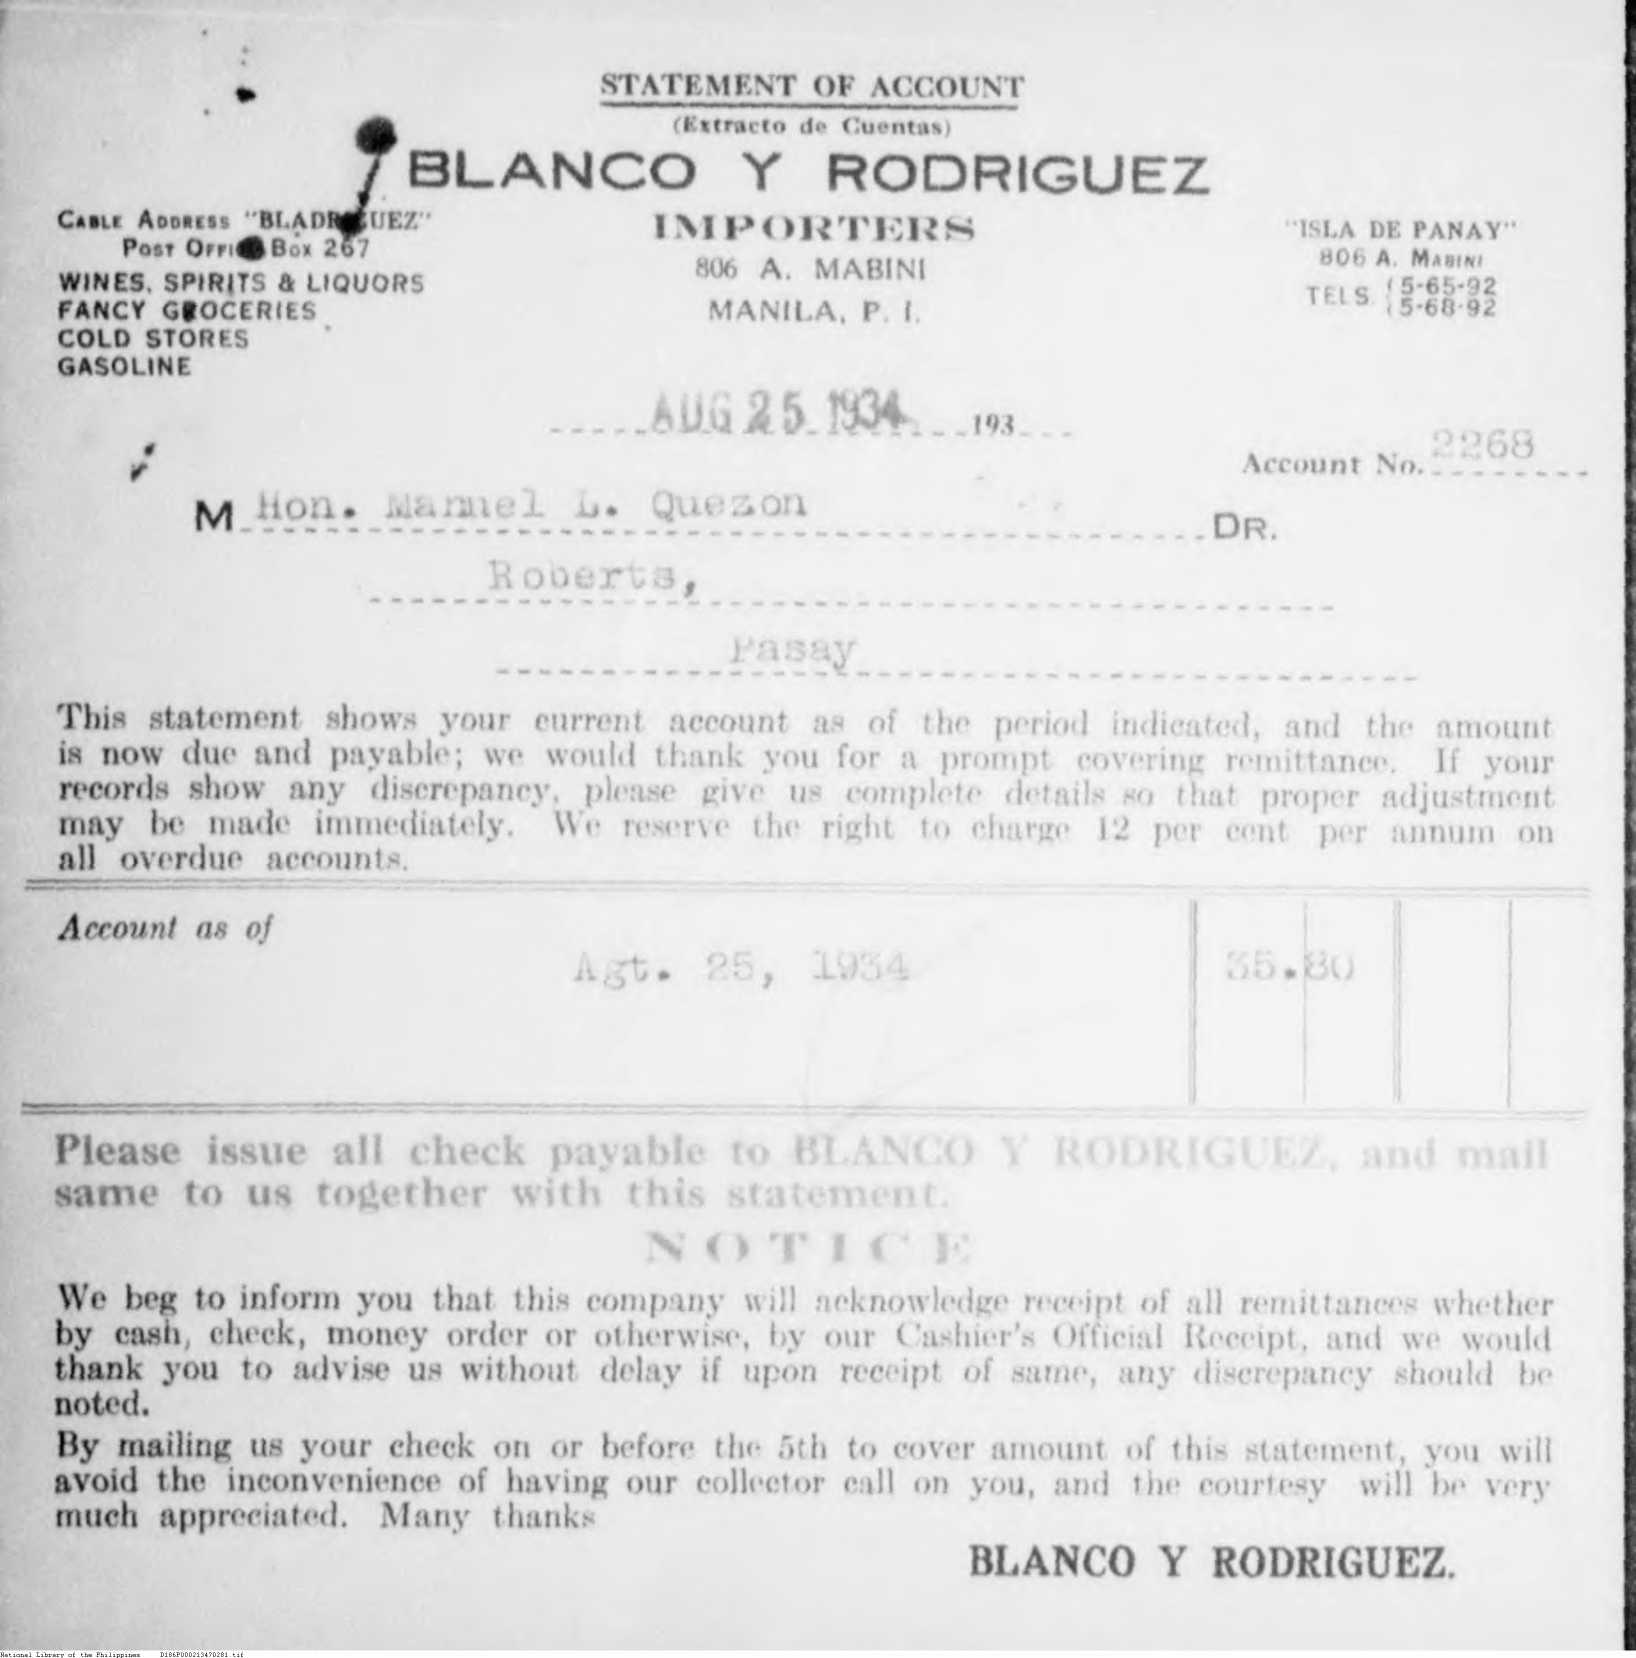 STATEMENT OF ACCOUNT
(Extracto de Cuentas)
BLANCO Y RODRIGUEZ
CABLE ADDRESS "BLADRIGUEZ"
POST OFFICE BOX 267
WINES, SPIRITS & LIQUORS
FANCY GROCERIES
COLD STORES
GASOLINE
IMPORTERS
806 A. MABINI
MANILA, P. I.
"ISLA DE PANAY"
806 A. MABINI
TELS. 5-65-92
5-68-92
AUG 25 1934 193
Account No. 2268
M Hon. Manuel L. Quezon DR.
Roberts,
Pasay
This statement shows your current account as of the period indicated, and the amount
is now due and payable; we would thank you for a prompt covering remittance. If your
records show any discrepancy, please give us complete details so that proper adjustment
may be made immediately. We reserve the right to charge 12 per cent per annum on
all overdue accounts.
Account as of
Agt. 25, 1934 35.80
Please issue all check payable to BLANCO Y RODRIGUEZ, and mail
same to us together with this statement.
NOTICE
We beg to inform you that this company will acknowledge receipt of all remittances whether
by cash, check, money order or otherwise, by our Cashier's Official Receipt, and we would
thank you to advise us without delay if upon receipt of same, any discrepancy should be
noted.
By mailing us your check on or before the 5th to cover amount of this statement, you will
avoid the inconvenience of having our collector call on you, and the courtesy will be very
much appreciated. Many thanks
BLANCO Y RODRIGUEZ.
National Library of the Philippines D186P000213470281.tif